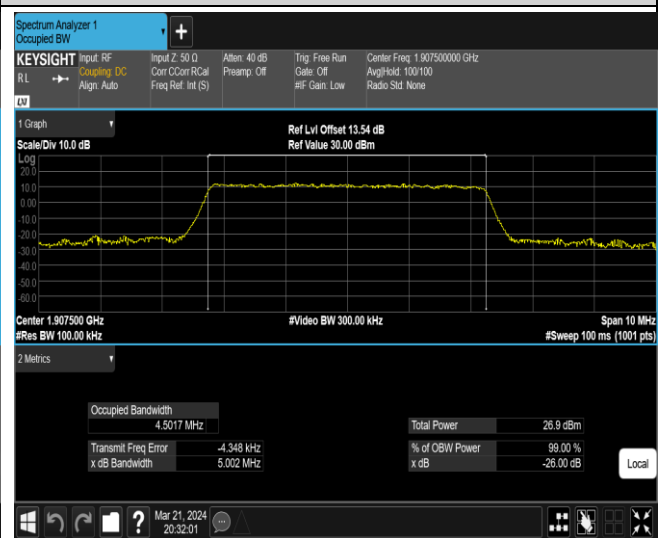 Spectrum Analyzer 1
Occupied BW
+
KEYSIGHT Input: RF Input Z: 50 Ω Atten: 40 dB Trig: Free Run Center Freq: 1.907500000 GHz
RL Coupling: DC Corr CCorr RCal Preamp: Off Gate: Off Avg|Hold: 100/100
Align: Auto Freq Ref: Int (S) #IF Gain: Low Radio Std: None
LXI
1 Graph
Ref Lvl Offset 13.54 dB
Scale/Div 10.0 dB Ref Value 30.00 dBm
Log
20.0
10.0
0.00
-10.0
-20.0
-30.0
-40.0
-50.0
-60.0
Center 1.907500 GHz #Video BW 300.00 kHz Span 10 MHz
#Res BW 100.00 kHz #Sweep 100 ms (1001 pts)
2 Metrics
Occupied Bandwidth
4.5017 MHz Total Power 26.9 dBm
Transmit Freq Error -4.348 kHz % of OBW Power 99.00 %
x dB Bandwidth 5.002 MHz x dB -26.00 dB
Local
? Mar 21, 2024
20:32:01